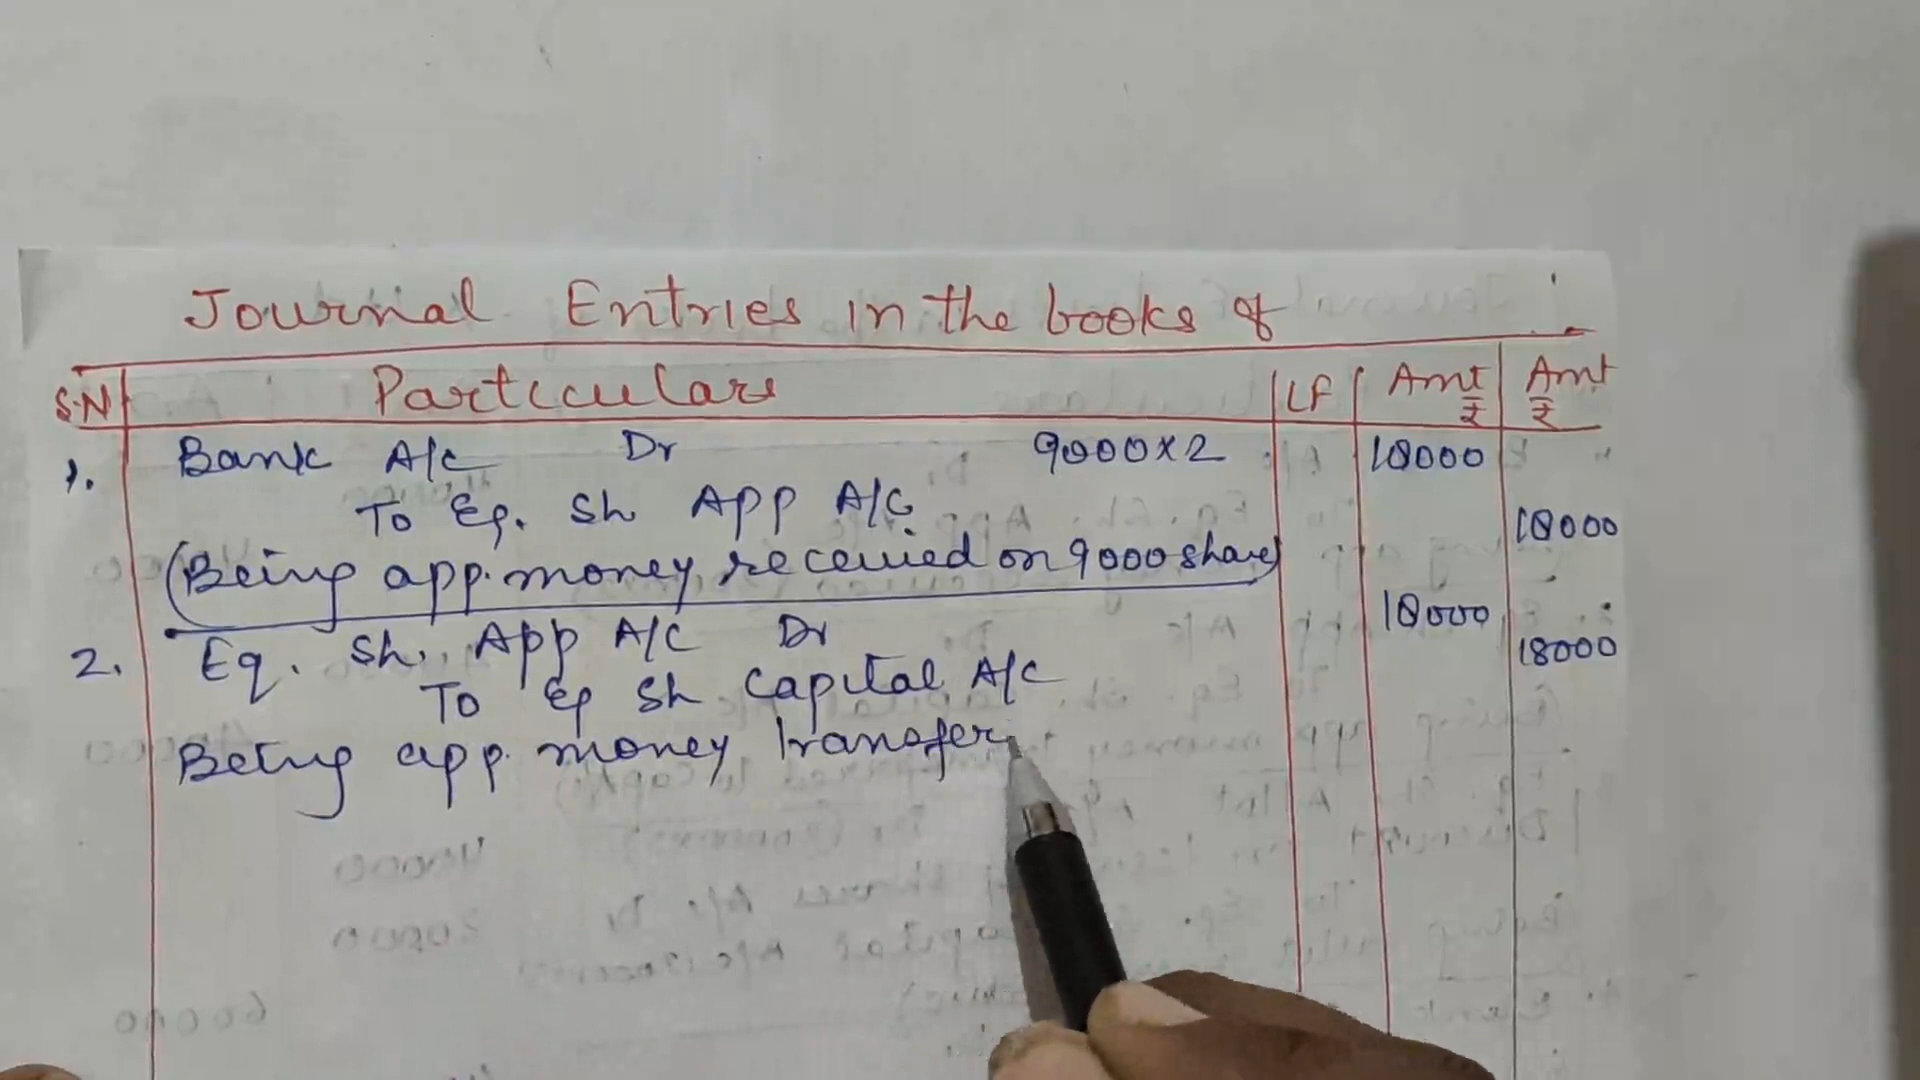 Journal Entries in the books of
S.N Particulars LF Amt ₹ Amt ₹
1. Bank A/c Dr 9000x2 18000
To Eq. Sh App A/c 18000
(Being app. money received on 9000 share)
2. Eq. Sh. App A/C Dr 18000
To Eq Sh Capital A/C 18000
Being app. money transfer